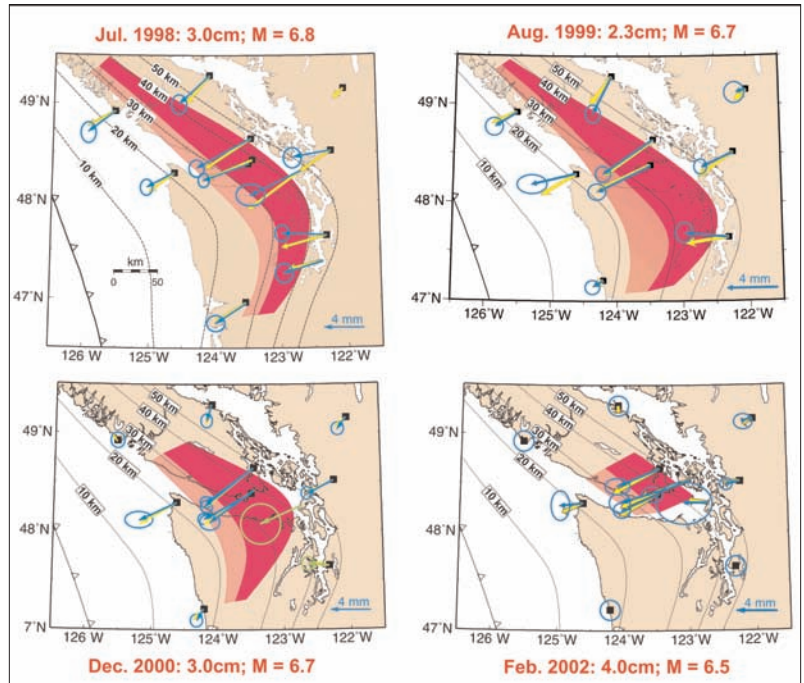 Jul. 1998: 3.0cm; M = 6.8
Aug. 1999: 2.3cm; M = 6.7
50 km
40 km
30 km
20 km
10 km
49°N
48°N
47°N
km
0 50
4 mm
126°W 125°W 124°W 123°W 122°W
50 km
40 km
30 km
20 km
10 km
49°N
48°N
47°N
4 mm
126°W 125°W 124°W 123°W 122°W
50 km
40 km
30 km
20 km
10 km
49°N
48°N
7°N
4 mm
126°W 125°W 124°W 123°W 122°W
50 km
40 km
30 km
20 km
10 km
49°N
48°N
47°N
4 mm
126°W 125°W 124°W 123°W 122°W
Dec. 2000: 3.0cm; M = 6.7
Feb. 2002: 4.0cm; M = 6.5